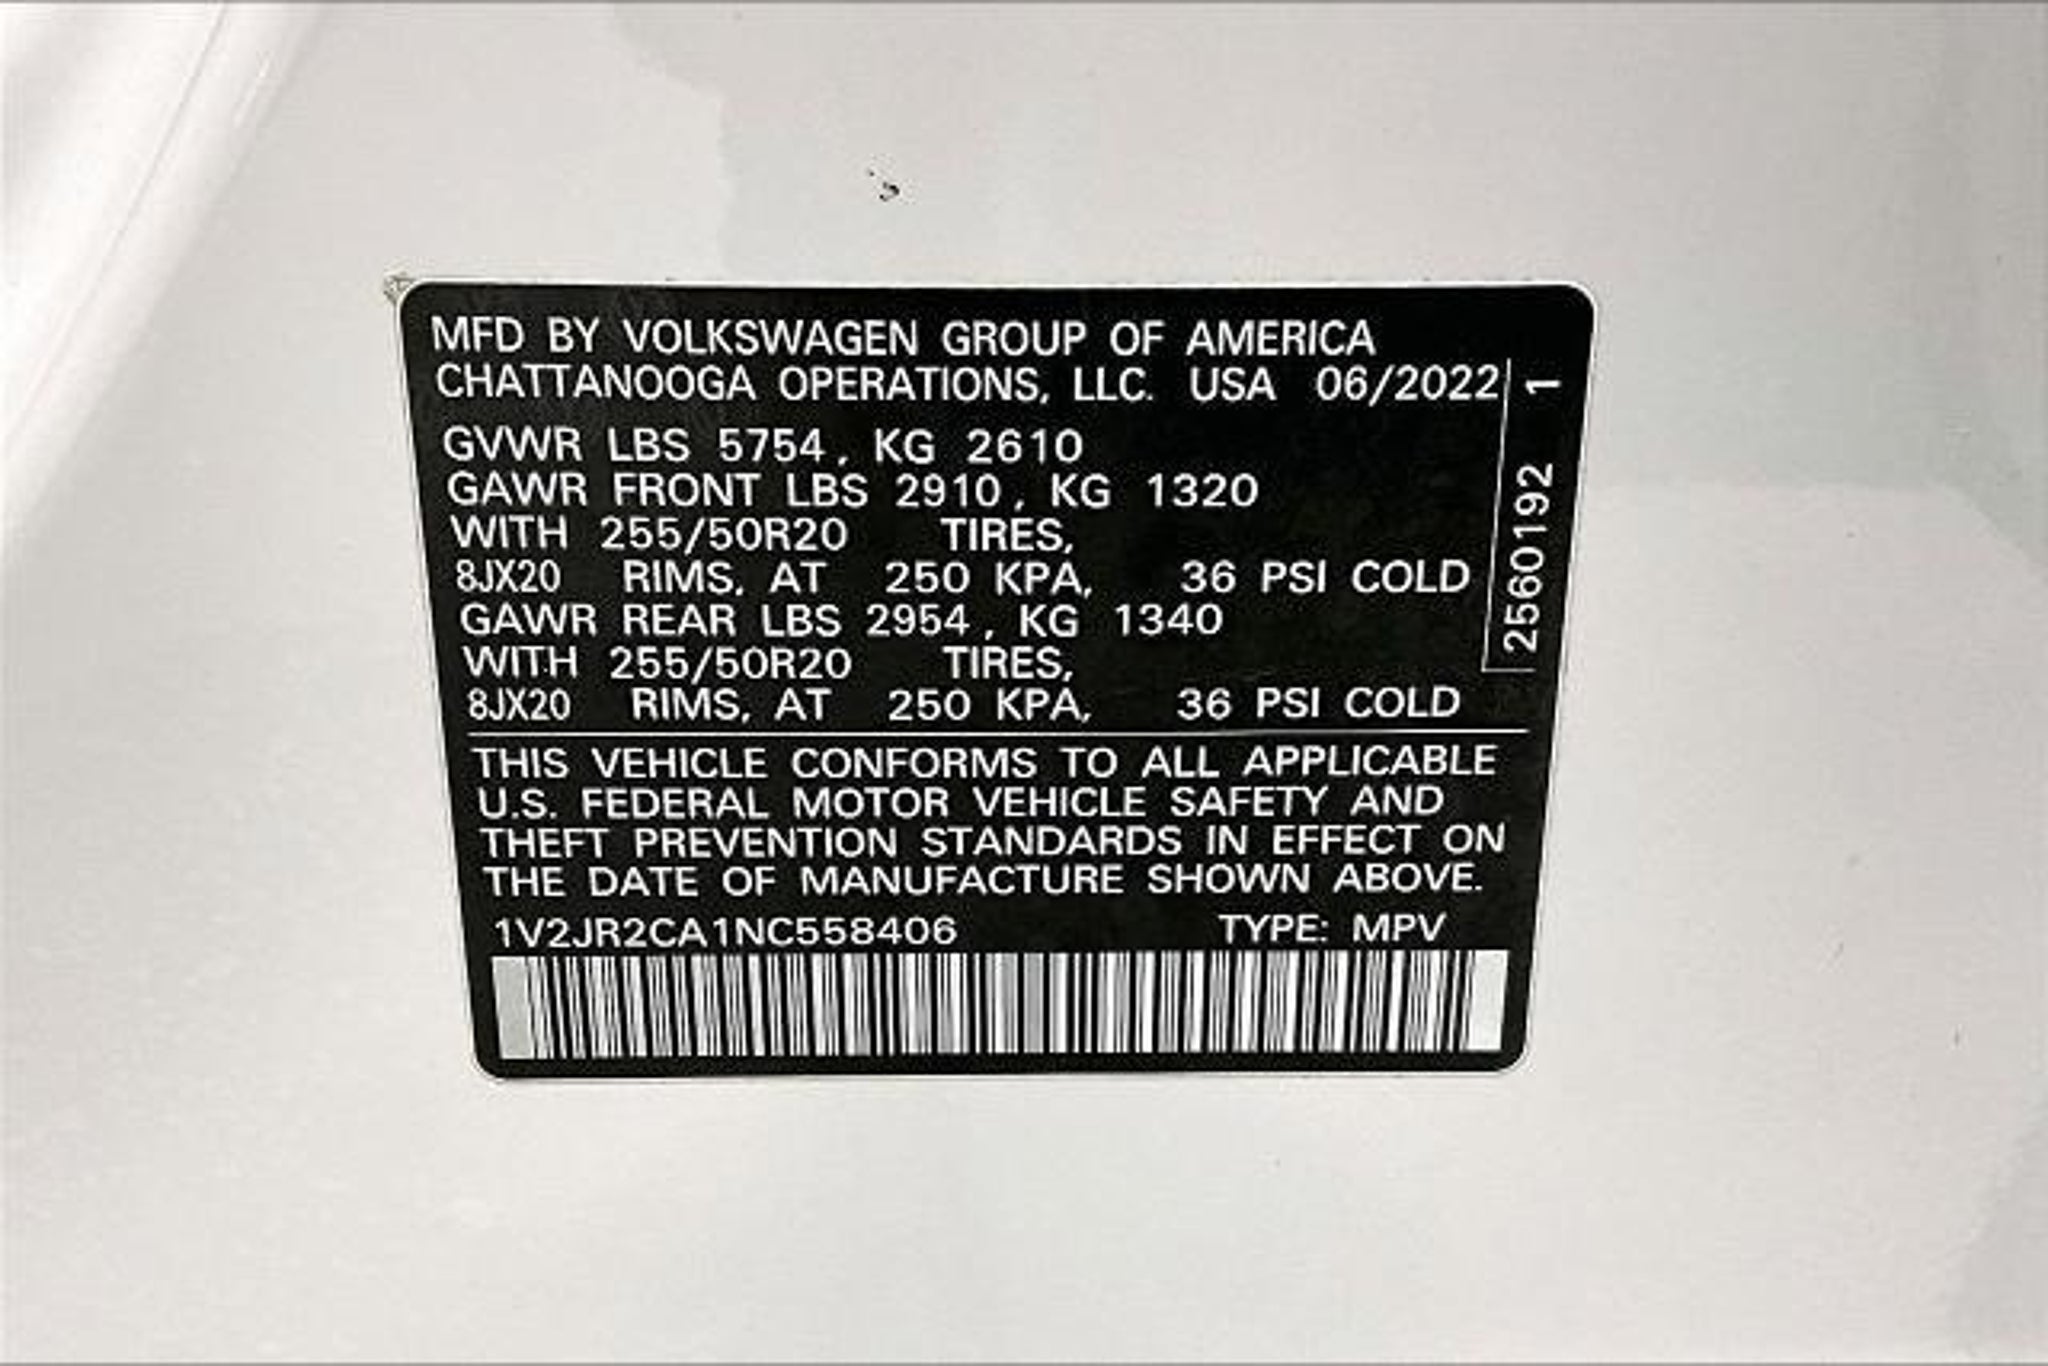 MFD BY VOLKSWAGEN GROUP OF AMERICA
CHATTANOOGA OPERATIONS, LLC. USA 06/2022
GVWR LBS 5754, KG 2610
GAWR FRONT LBS 2910, KG 1320
WITH 255/50R20 TIRES,
8JX20 RIMS, AT 250 KPA, 36 PSI COLD
GAWR REAR LBS 2954, KG 1340
WITH 255/50R20 TIRES,
8JX20 RIMS, AT 250 KPA, 36 PSI COLD
THIS VEHICLE CONFORMS TO ALL APPLICABLE
U.S. FEDERAL MOTOR VEHICLE SAFETY AND
THEFT PREVENTION STANDARDS IN EFFECT ON
THE DATE OF MANUFACTURE SHOWN ABOVE.
1V2JR2CA1NC558406 TYPE: MPV
2560192 1